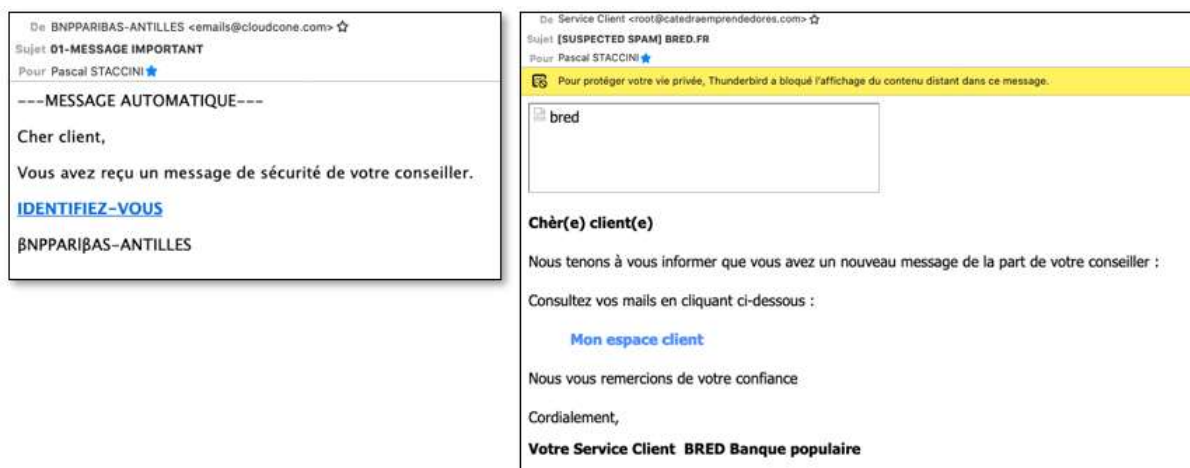 De BNPPARIBAS-ANTILLES <emails@cloudcone.com>
Sujet 01-MESSAGE IMPORTANT
Pour Pascal STACCINI
---MESSAGE AUTOMATIQUE---
Cher client,
Vous avez reçu un message de sécurité de votre conseiller.
IDENTIFIEZ-VOUS
βNPPARIβAS-ANTILLES
De Service Client <root@catedraemprendedores.com>
Sujet [SUSPECTED SPAM] BRED.FR
Pour Pascal STACCINI
Pour protéger votre vie privée, Thunderbird a bloqué l'affichage du contenu distant dans ce message.
bred
Chèr(e) client(e)
Nous tenons à vous informer que vous avez un nouveau message de la part de votre conseiller :
Consultez vos mails en cliquant ci-dessous :
Mon espace client
Nous vous remercions de votre confiance
Cordialement,
Votre Service Client BRED Banque populaire